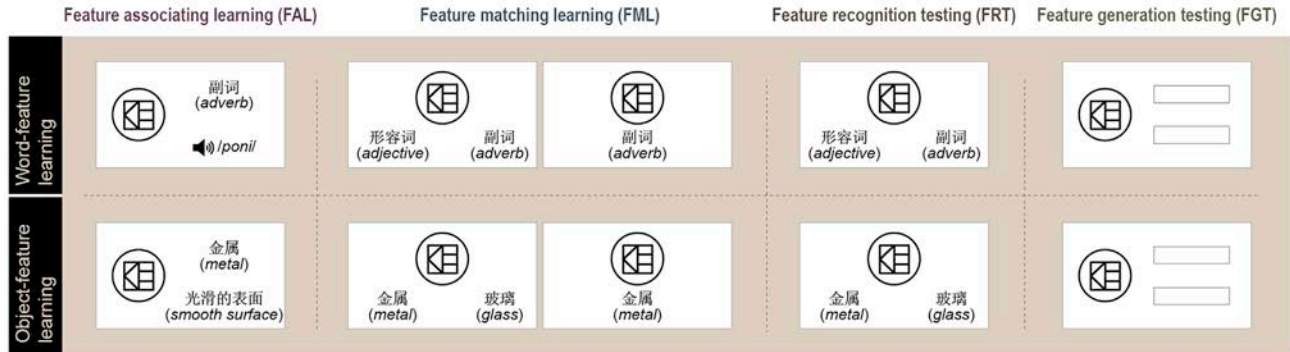 Feature associating learning (FAL)
Feature matching learning (FML)
Feature recognition testing (FRT)
Feature generation testing (FGT)
Word-feature
learning
副词
(adverb)
/poni/
形容词
(adjective)
副词
(adverb)
副词
(adverb)
形容词
(adjective)
副词
(adverb)
Object-feature
learning
金属
(metal)
光滑的表面
(smooth surface)
金属
(metal)
玻璃
(glass)
金属
(metal)
金属
(metal)
玻璃
(glass)